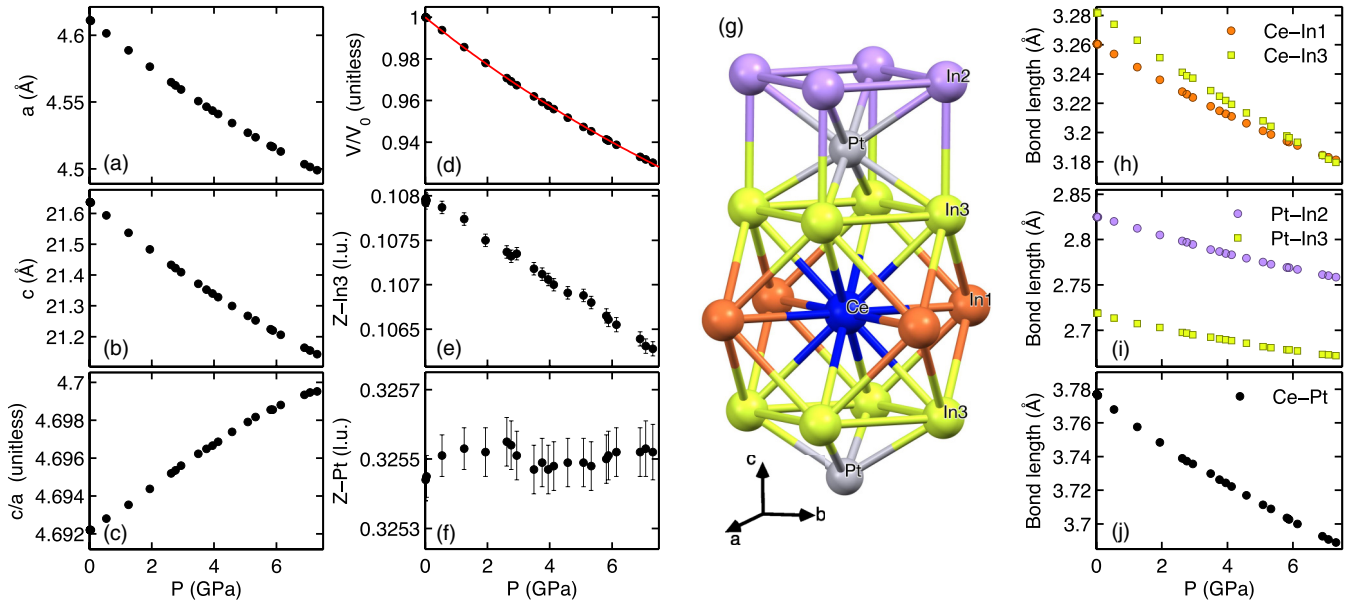 4.6
4.55
4.5
a (Å)
(a)
21.6
21.5
21.4
21.3
21.2
c (Å)
(b)
4.7
4.698
4.696
4.694
4.692
c/a (unitless)
(c)
0 2 4 6
P (GPa)
1
0.98
0.96
0.94
V/V0 (unitless)
(d)
0.108
0.1075
0.107
0.1065
Z−In3 (l.u.)
(e)
0.3257
0.3255
0.3253
Z−Pt (l.u.)
(f)
0 2 4 6
P (GPa)
(g)
In2
Pt
In3
Ce
In1
In3
Pt
c
b
a
3.28
3.26
3.24
3.22
3.2
3.18
Bond length (Å)
Ce−In1
Ce−In3
(h)
2.85
2.8
2.75
2.7
Bond length (Å)
Pt−In2
Pt−In3
(i)
3.78
3.76
3.74
3.72
3.7
Bond length (Å)
Ce−Pt
(j)
0 2 4 6
P (GPa)